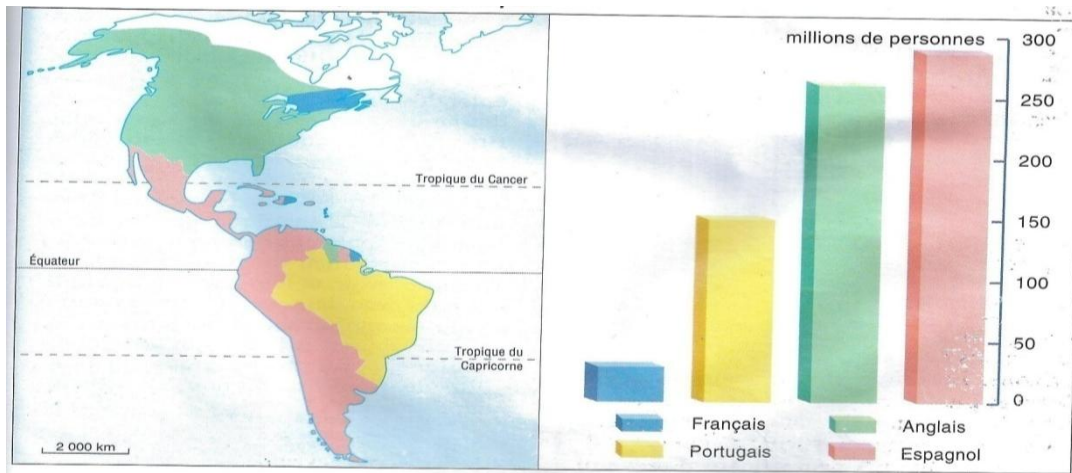 Tropique du Cancer
Équateur
Tropique du
Capricorne
2 000 km
millions de personnes
300
250
200
150
100
50
0
Français
Anglais
Portugais
Espagnol